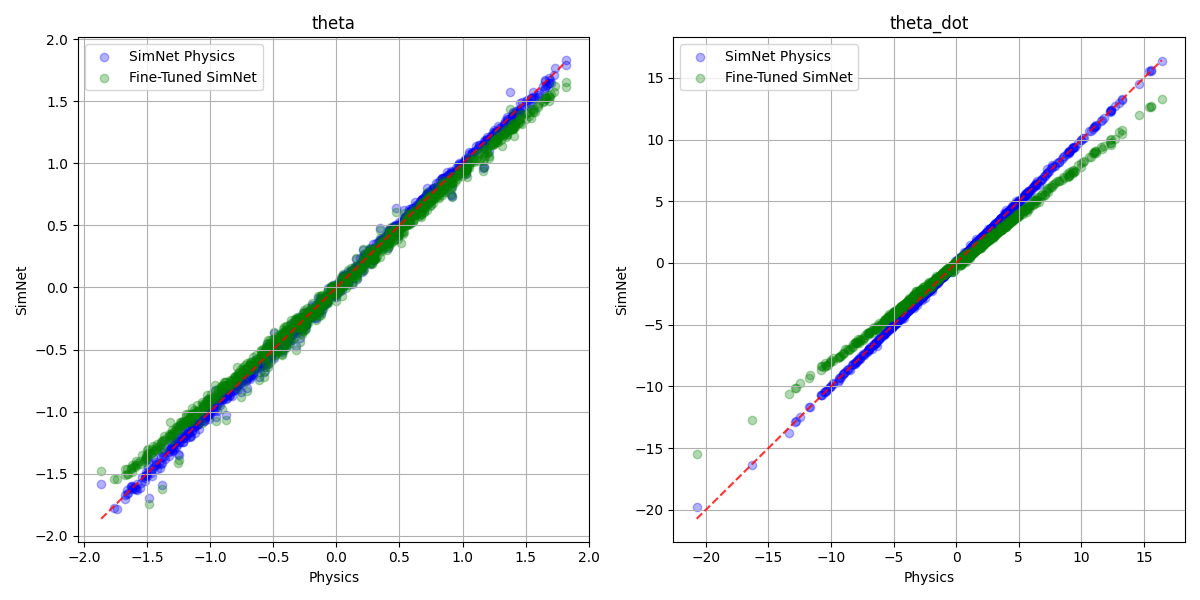 theta
SimNet Physics
Fine-Tuned SimNet
2.0
1.5
1.0
0.5
0.0
−0.5
−1.0
−1.5
−2.0
SimNet
−2.0 −1.5 −1.0 −0.5 0.0 0.5 1.0 1.5 2.0
Physics
theta_dot
SimNet Physics
Fine-Tuned SimNet
15
10
5
0
−5
−10
−15
−20
SimNet
−20 −15 −10 −5 0 5 10 15
Physics